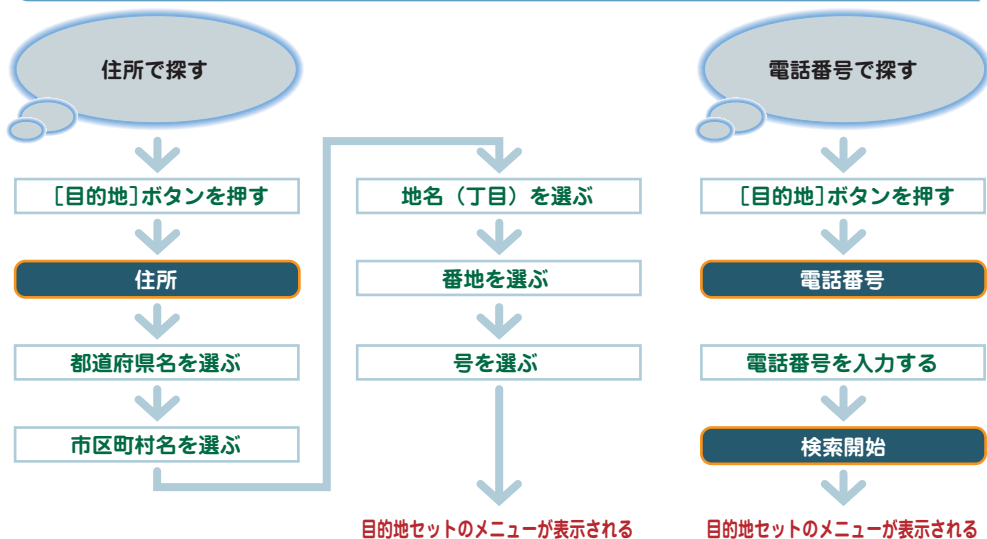 住所で探す
[目的地]ボタンを押す
住所
都道府県名を選ぶ
市区町村名を選ぶ
地名（丁目）を選ぶ
番地を選ぶ
号を選ぶ
目的地セットのメニューが表示される
電話番号で探す
[目的地]ボタンを押す
電話番号
電話番号を入力する
検索開始
目的地セットのメニューが表示される